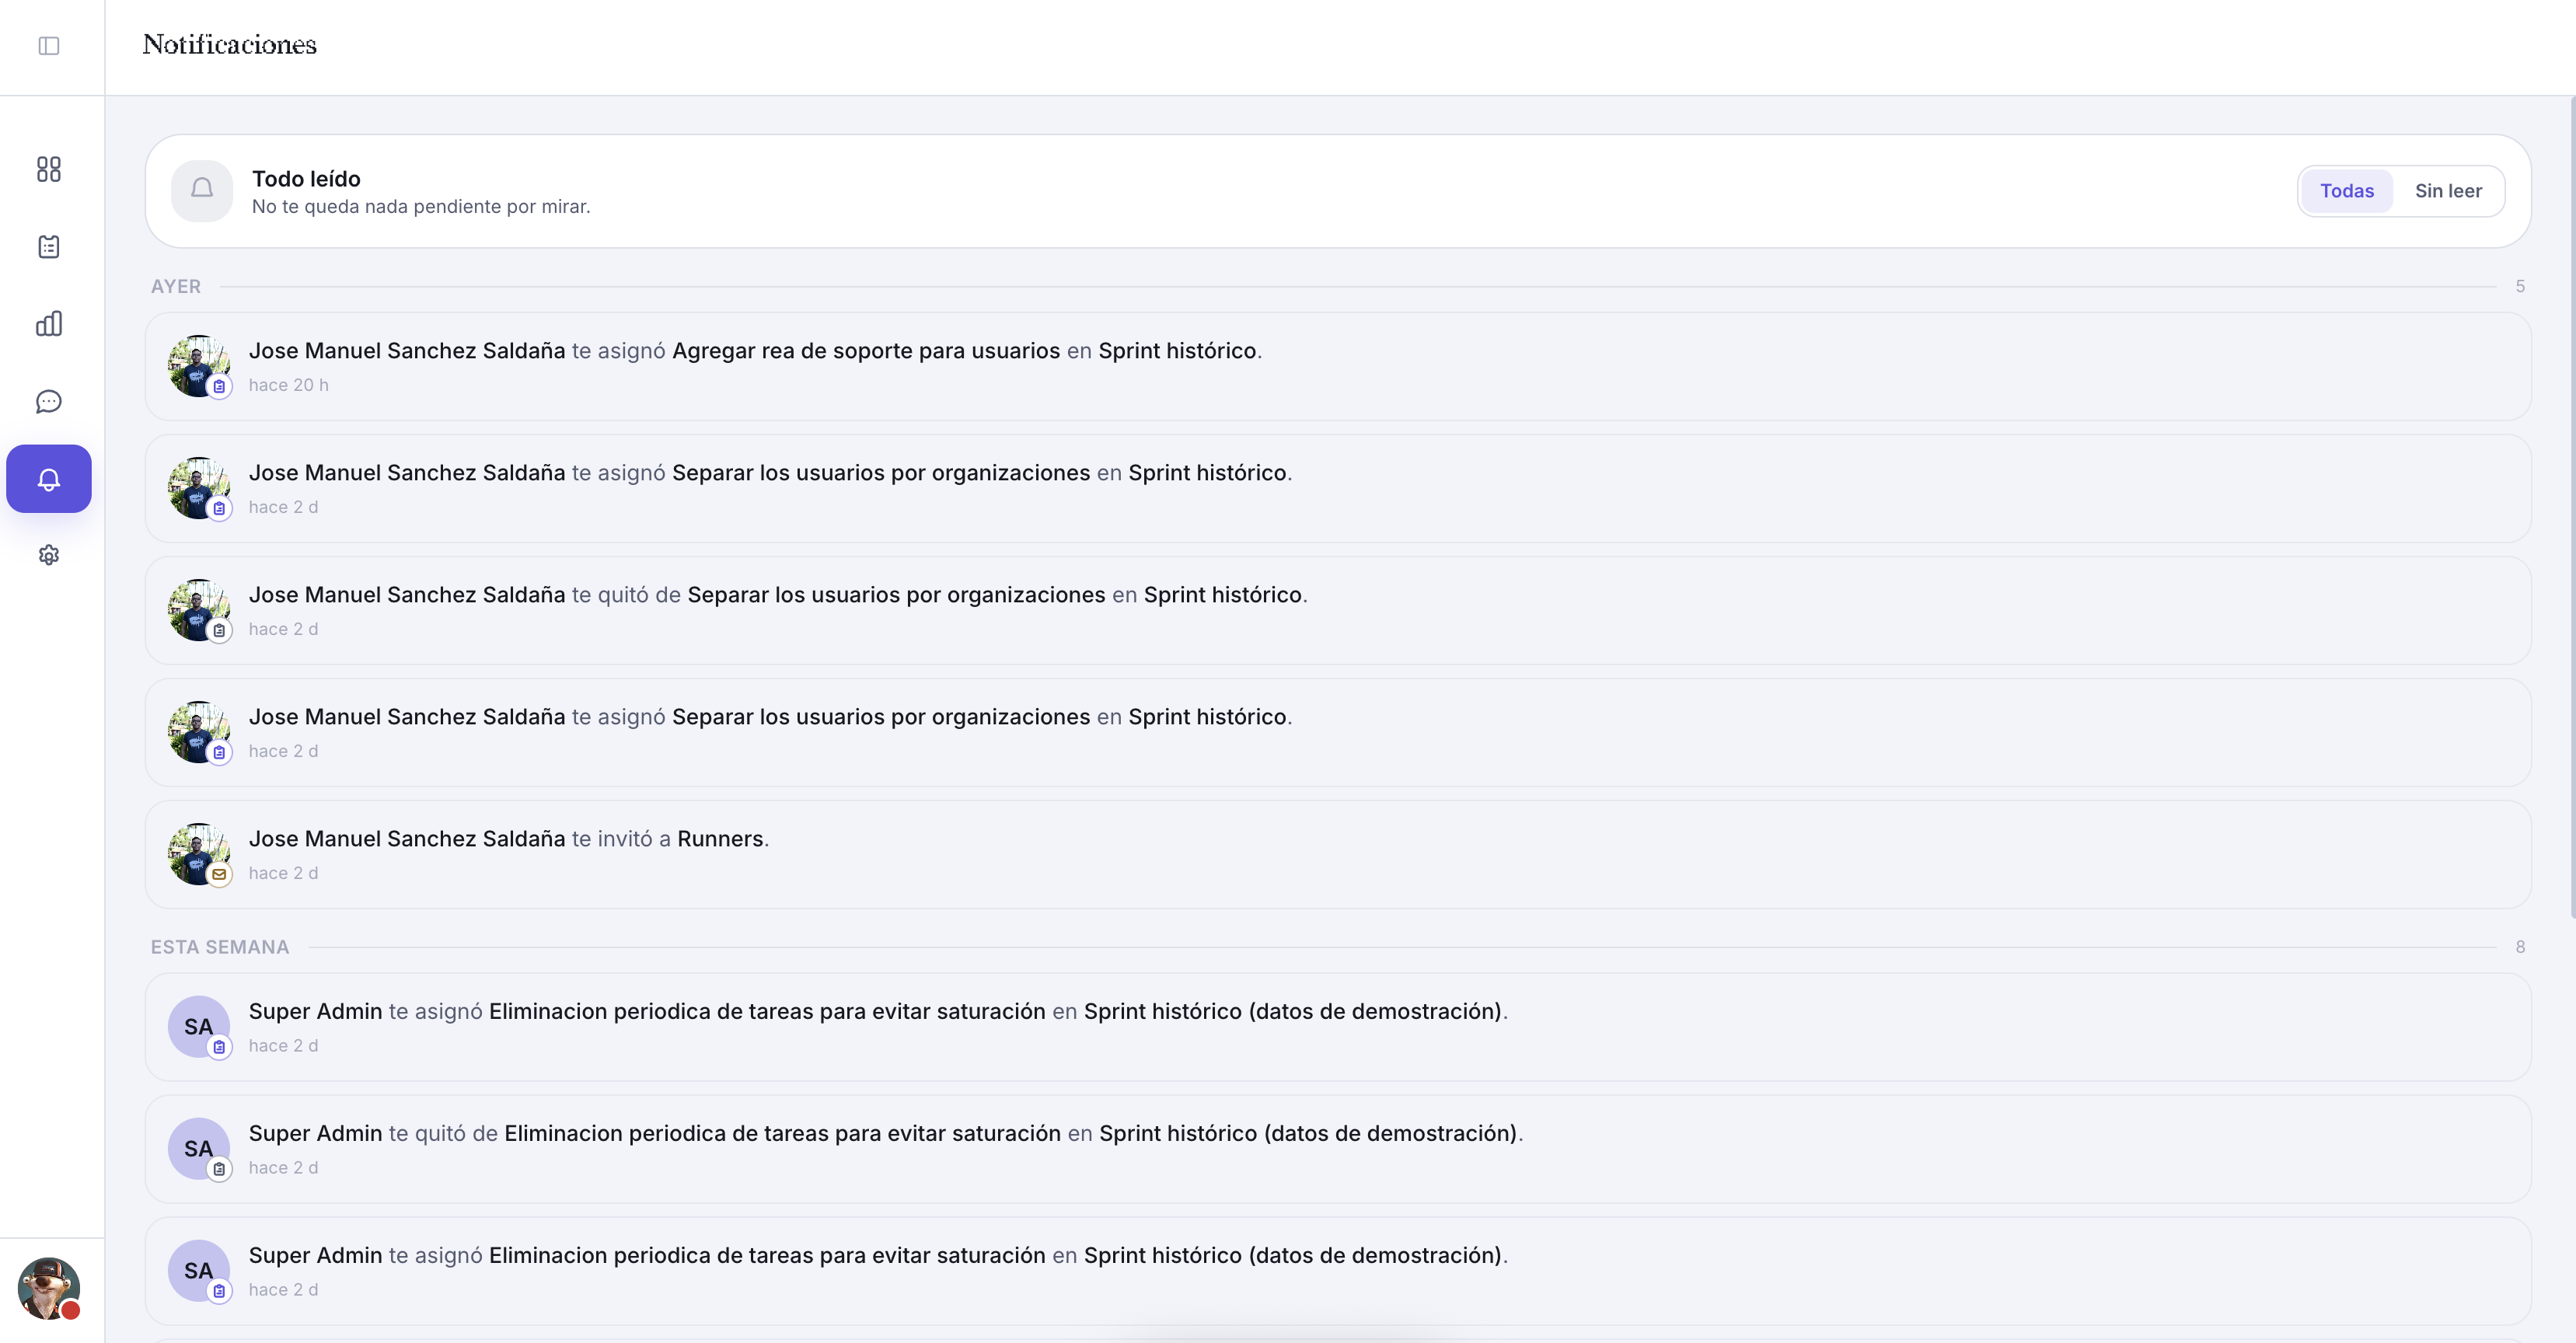 Notificaciones
Todo leído
No te queda nada pendiente por mirar.
Todas
Sin leer
AYER
5
Jose Manuel Sanchez Saldaña te asignó Agregar rea de soporte para usuarios en Sprint histórico.
hace 20 h
Jose Manuel Sanchez Saldaña te asignó Separar los usuarios por organizaciones en Sprint histórico.
hace 2 d
Jose Manuel Sanchez Saldaña te quitó de Separar los usuarios por organizaciones en Sprint histórico.
hace 2 d
Jose Manuel Sanchez Saldaña te asignó Separar los usuarios por organizaciones en Sprint histórico.
hace 2 d
Jose Manuel Sanchez Saldaña te invitó a Runners.
hace 2 d
ESTA SEMANA
8
SA
Super Admin te asignó Eliminacion periodica de tareas para evitar saturación en Sprint histórico (datos de demostración).
hace 2 d
SA
Super Admin te quitó de Eliminacion periodica de tareas para evitar saturación en Sprint histórico (datos de demostración).
hace 2 d
SA
Super Admin te asignó Eliminacion periodica de tareas para evitar saturación en Sprint histórico (datos de demostración).
hace 2 d